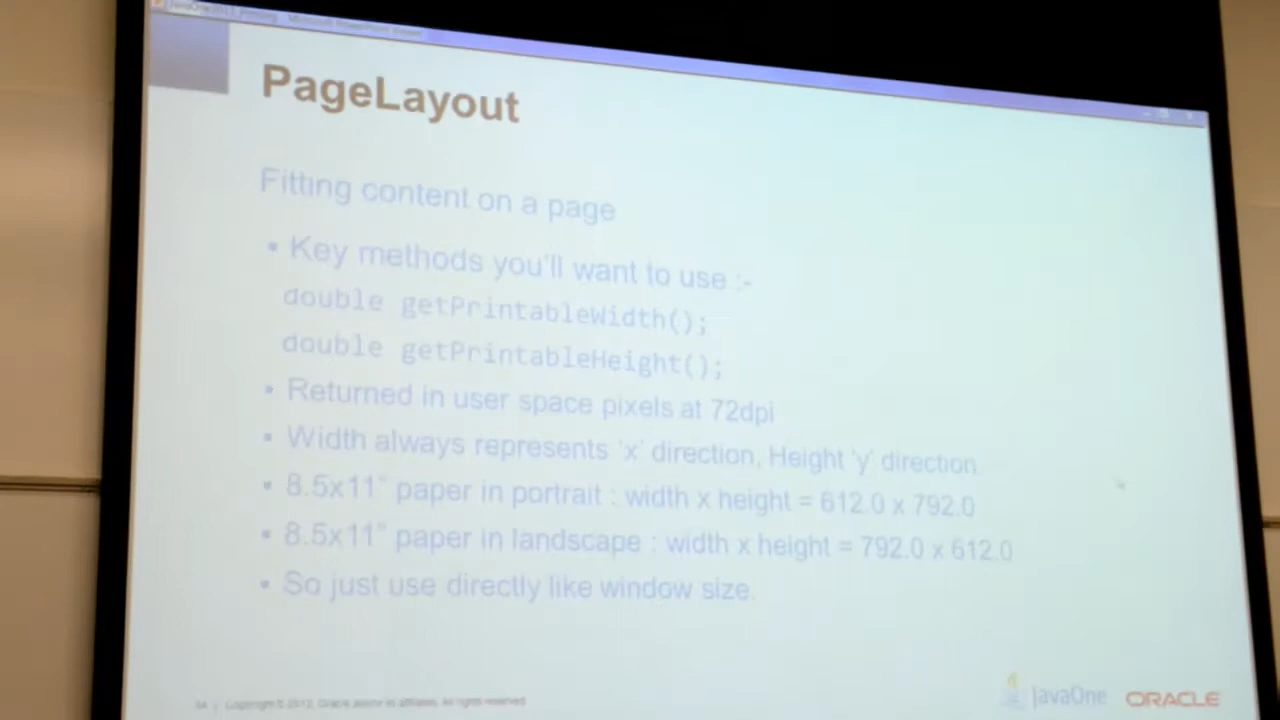 PageLayout
Fitting content on a page
▪ Key methods you'll want to use :-
double getPrintableWidth();
double getPrintableHeight();
▪ Returned in user space pixels at 72dpi
▪ Width always represents 'x' direction, Height 'y' direction.
▪ 8.5x11" paper in portrait : width x height = 612.0 x 792.0
▪ 8.5x11" paper in landscape : width x height = 792.0 x 612.0
▪ So just use directly like window size.
All rights reserved
JavaOne ORACLE